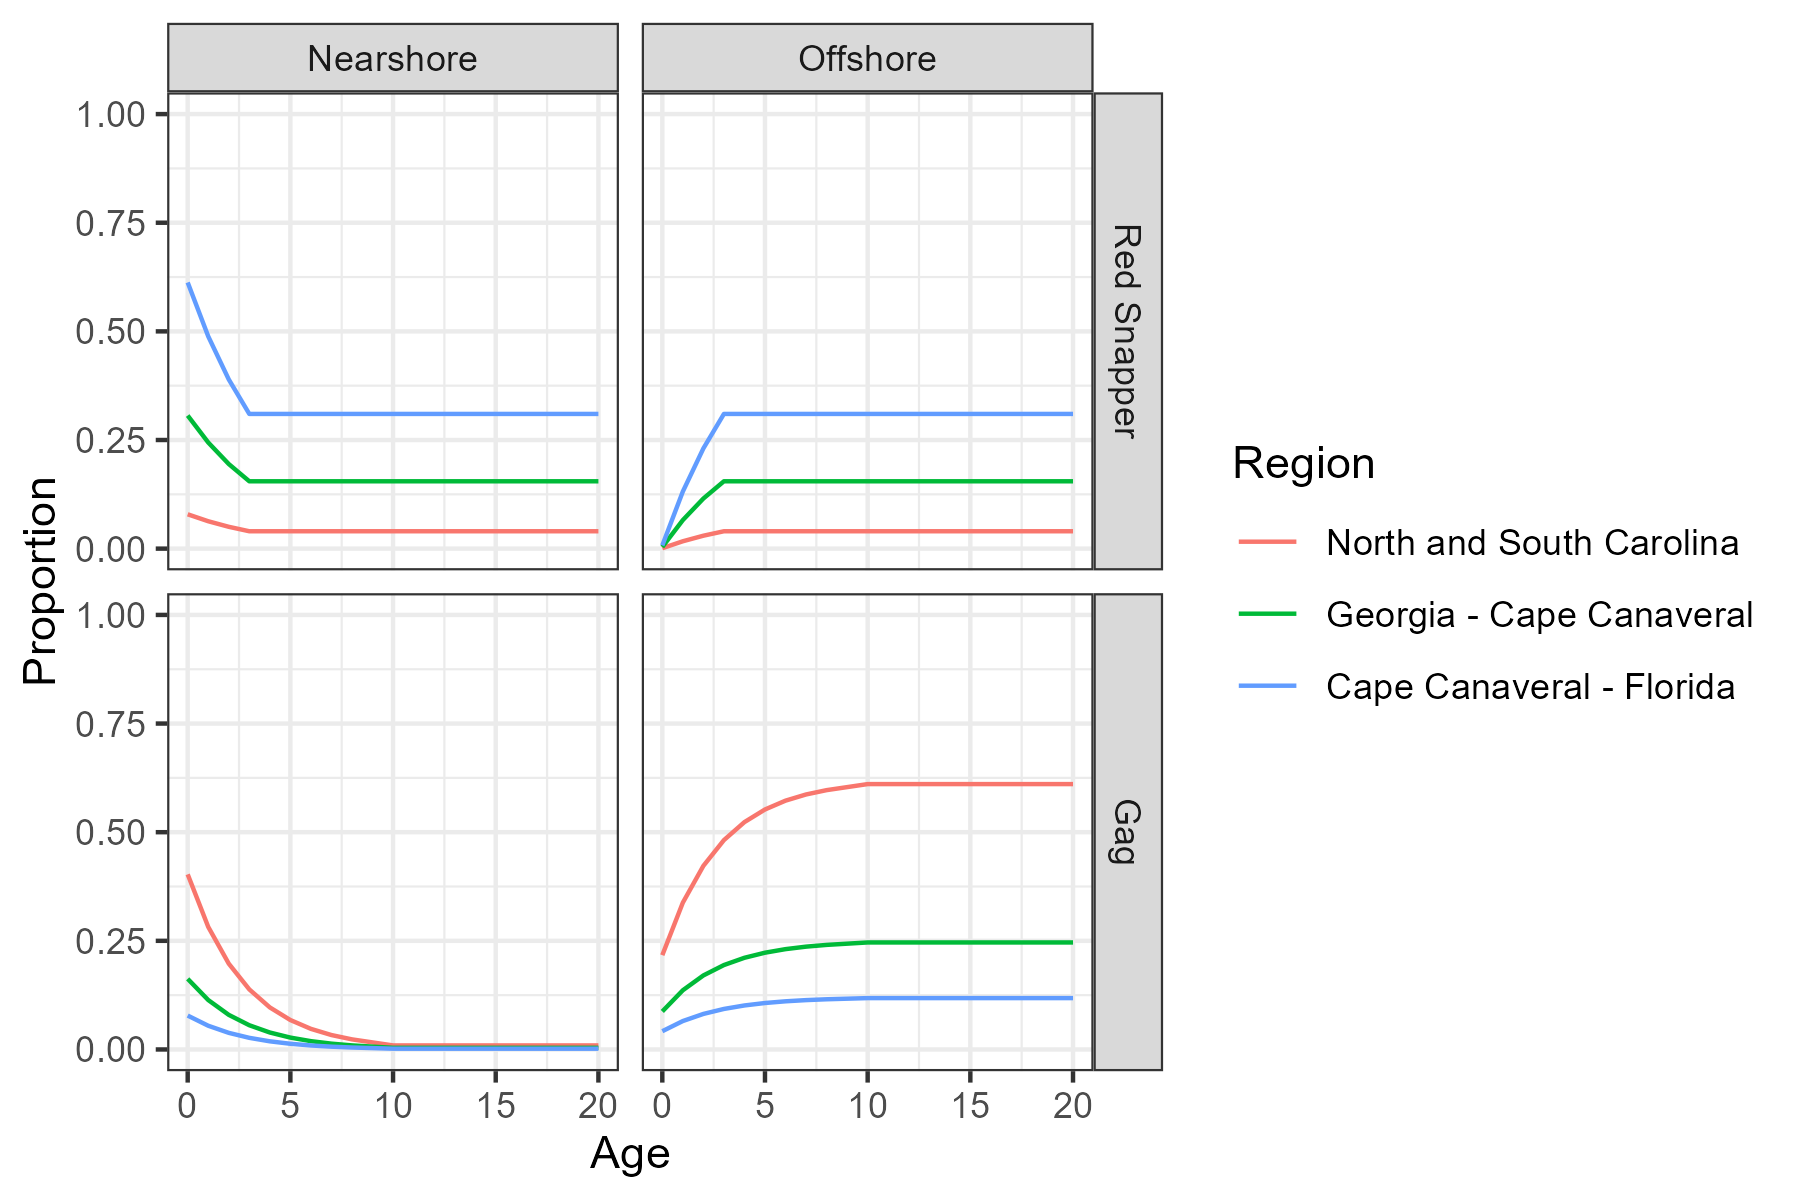 Nearshore Offshore
1.00
0.75
0.50
0.25
0.00
Red Snapper
1.00
0.75
0.50
0.25
0.00
Gag
0 5 10 15 20 0 5 10 15 20
Age
Proportion
Region
North and South Carolina
Georgia - Cape Canaveral
Cape Canaveral - Florida